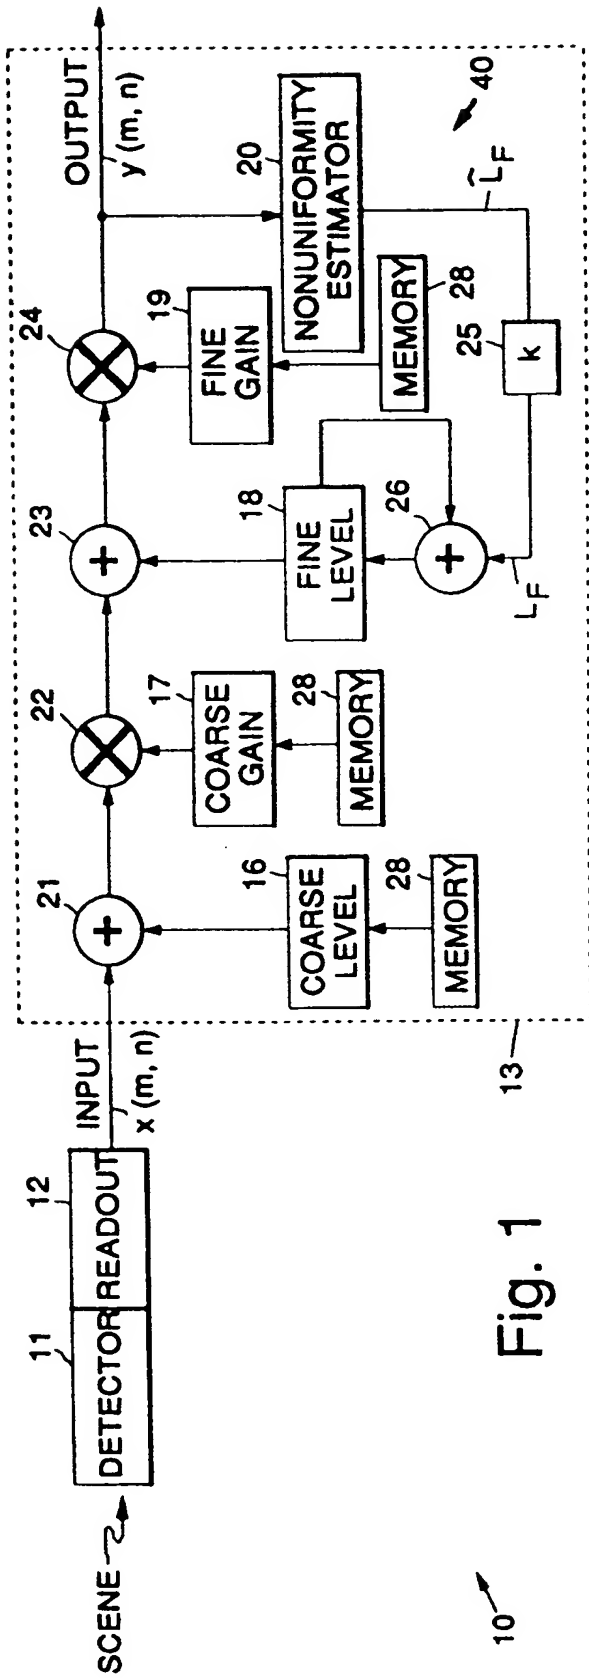 SCENE
11
DETECTOR
12
READOUT
INPUT
x (m, n)
21
+
22
23
+
24
OUTPUT
y (m, n)
16
COARSE
LEVEL
28
MEMORY
17
COARSE
GAIN
28
MEMORY
18
FINE
LEVEL
26
+
19
FINE
GAIN
28
MEMORY
20
NONUNIFORMITY
ESTIMATOR
40
L̂F
25
k
LF
13
10
Fig. 1